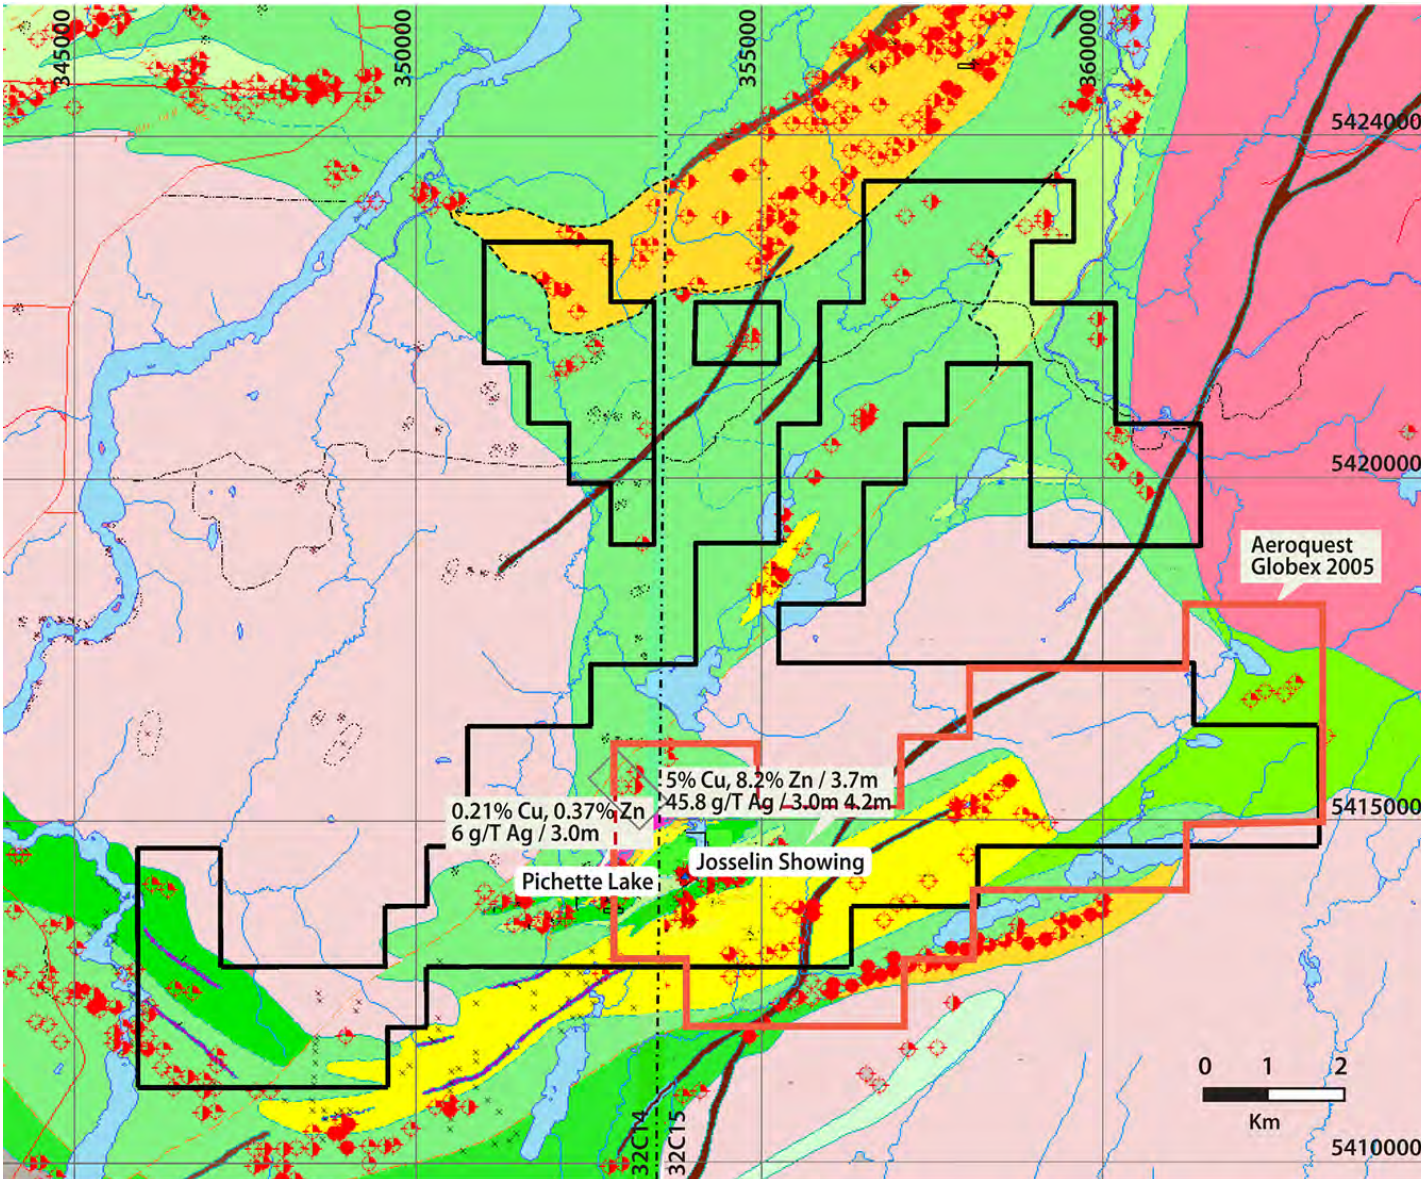 345000
350000
355000
360000
5424000
5420000
Aeroquest
Globex 2005
5% Cu, 8.2% Zn / 3.7m
45.8 g/T Ag / 3.0m 4.2m
0.21% Cu, 0.37% Zn
6 g/T Ag / 3.0m
5415000
Josselin Showing
Pichette Lake
0 1 2
Km
32C14
32C15
5410000